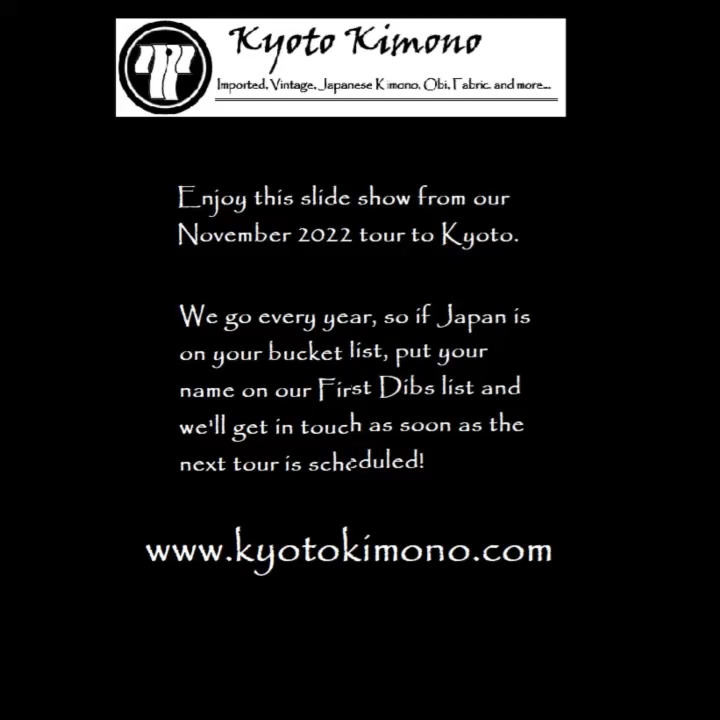 Kyoto Kimono
Imported, Vintage, Japanese Kimono, Obi, Fabric and more...
Enjoy this slide show from our
November 2022 tour to Kyoto.
We go every year, so if Japan is
on your bucket list, put your
name on our First Dibs list and
we'll get in touch as soon as the
next tour is scheduled!
www.kyotokimono.com